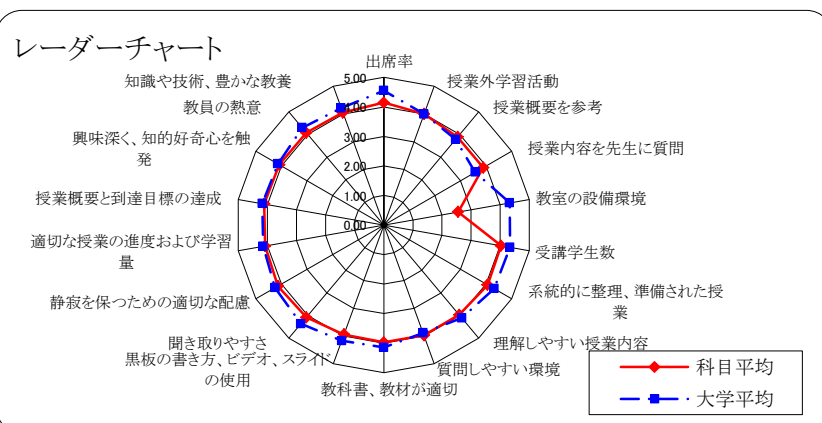 レーダーチャート
出席率
授業外学習活動
授業概要を参考
授業内容を先生に質問
教室の設備環境
受講学生数
系統的に整理、準備された授
業
理解しやすい授業内容
質問しやすい環境
教科書、教材が適切
黒板の書き方、ビデオ、スライド
の使用
聞き取りやすさ
静寂を保つための適切な配慮
適切な授業の進度および学習
量
授業概要と到達目標の達成
興味深く、知的好奇心を触
発
教員の熱意
知識や技術、豊かな教養
5.00
4.00
3.00
2.00
1.00
0.00
科目平均
大学平均